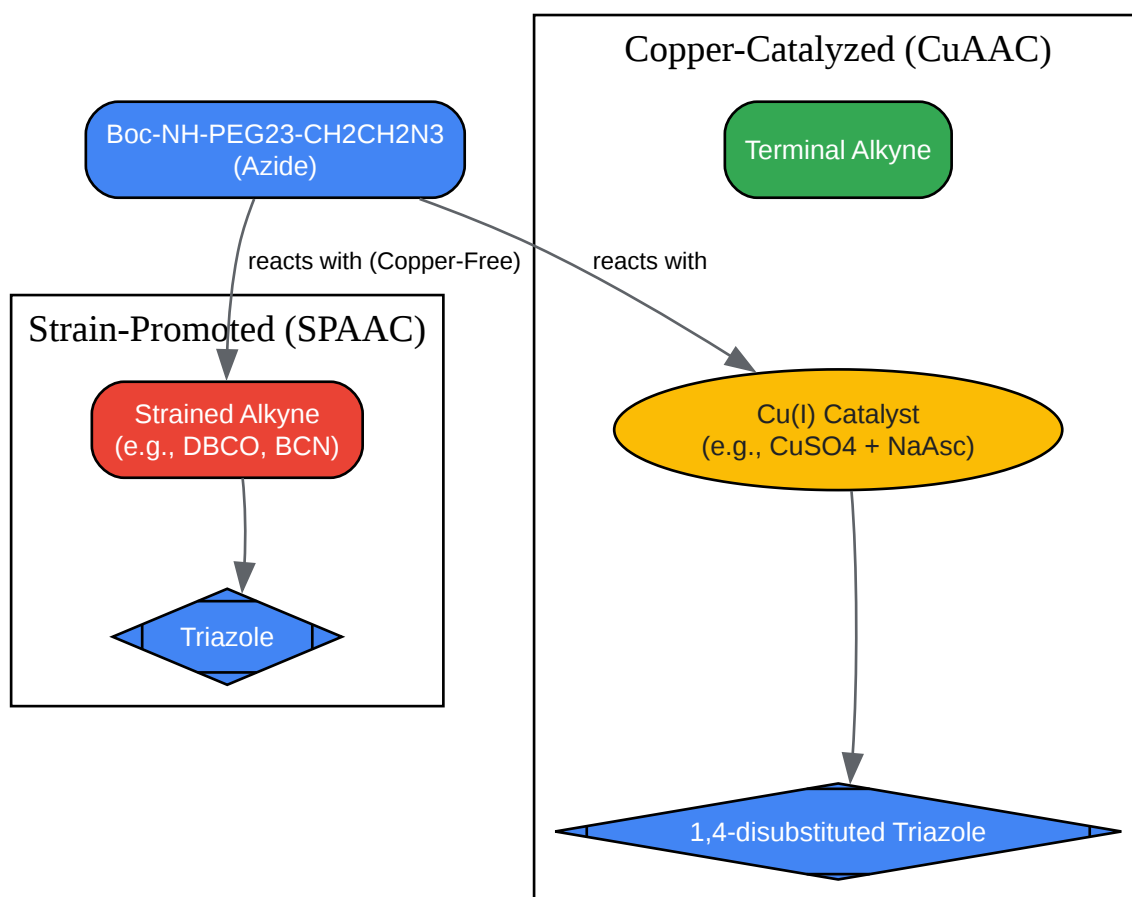 Copper-Catalyzed (CuAAC)
Boc-NH-PEG23-CH2CH2N3
(Azide)
Terminal Alkyne
reacts with (Copper-Free)
reacts with
Strain-Promoted (SPAAC)
Strained Alkyne
(e.g., DBCO, BCN)
Cu(I) Catalyst
(e.g., CuSO4 + NaAsc)
Triazole
1,4-disubstituted Triazole